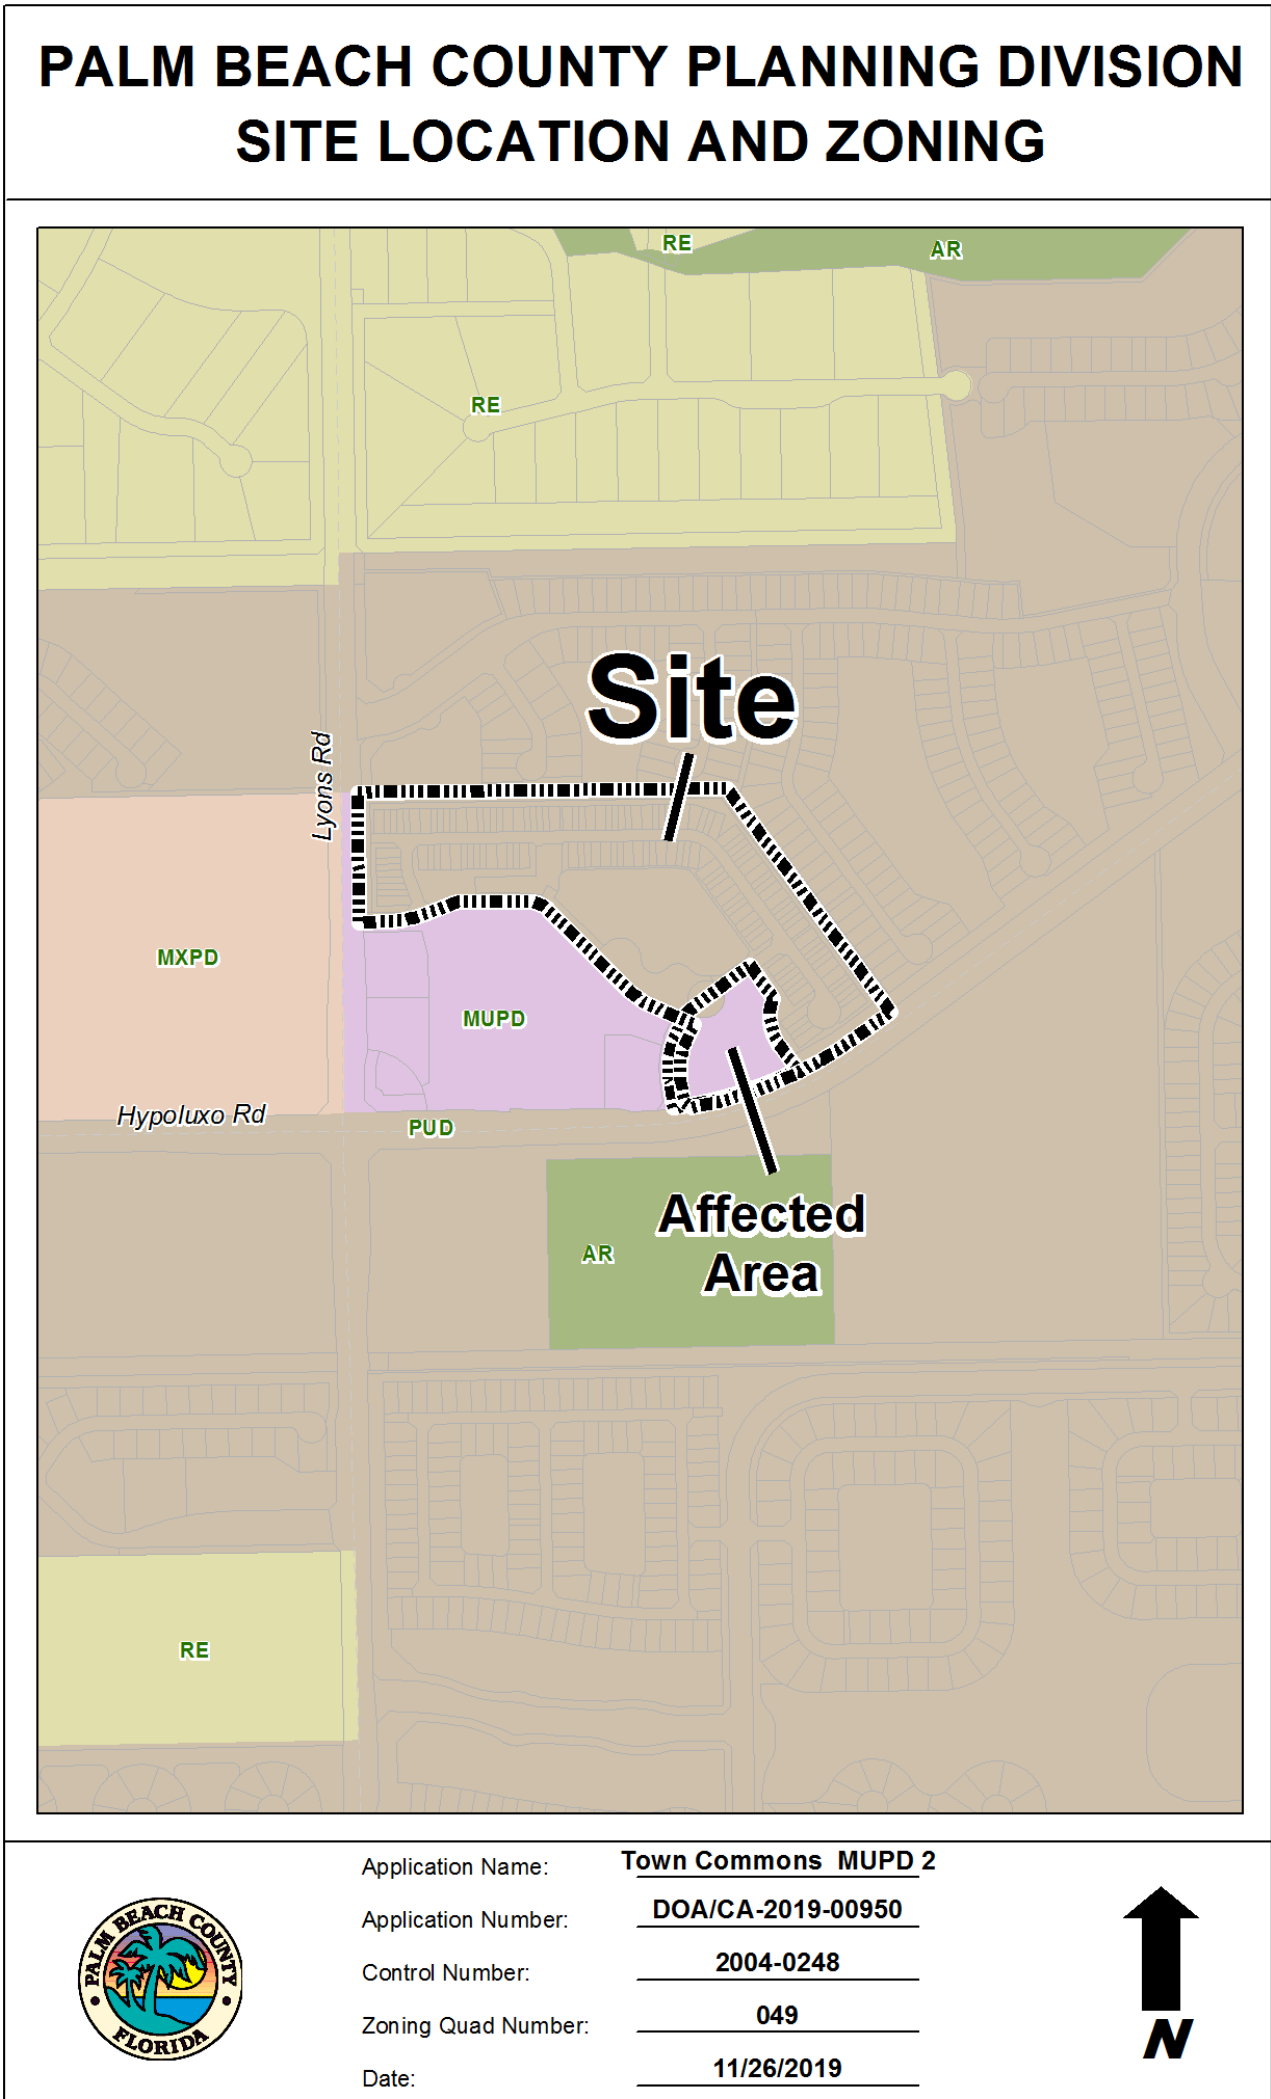 PALM BEACH COUNTY PLANNING DIVISION
SITE LOCATION AND ZONING
RE
AR
RE
Site
Lyons Rd
MXPD
MUPD
Hypoluxo Rd
PUD
Affected
Area
AR
RE
Application Name: Town Commons MUPD 2
Application Number: DOA/CA-2019-00950
Control Number: 2004-0248
Zoning Quad Number: 049
Date: 11/26/2019
PALM BEACH COUNTY
FLORIDA
N